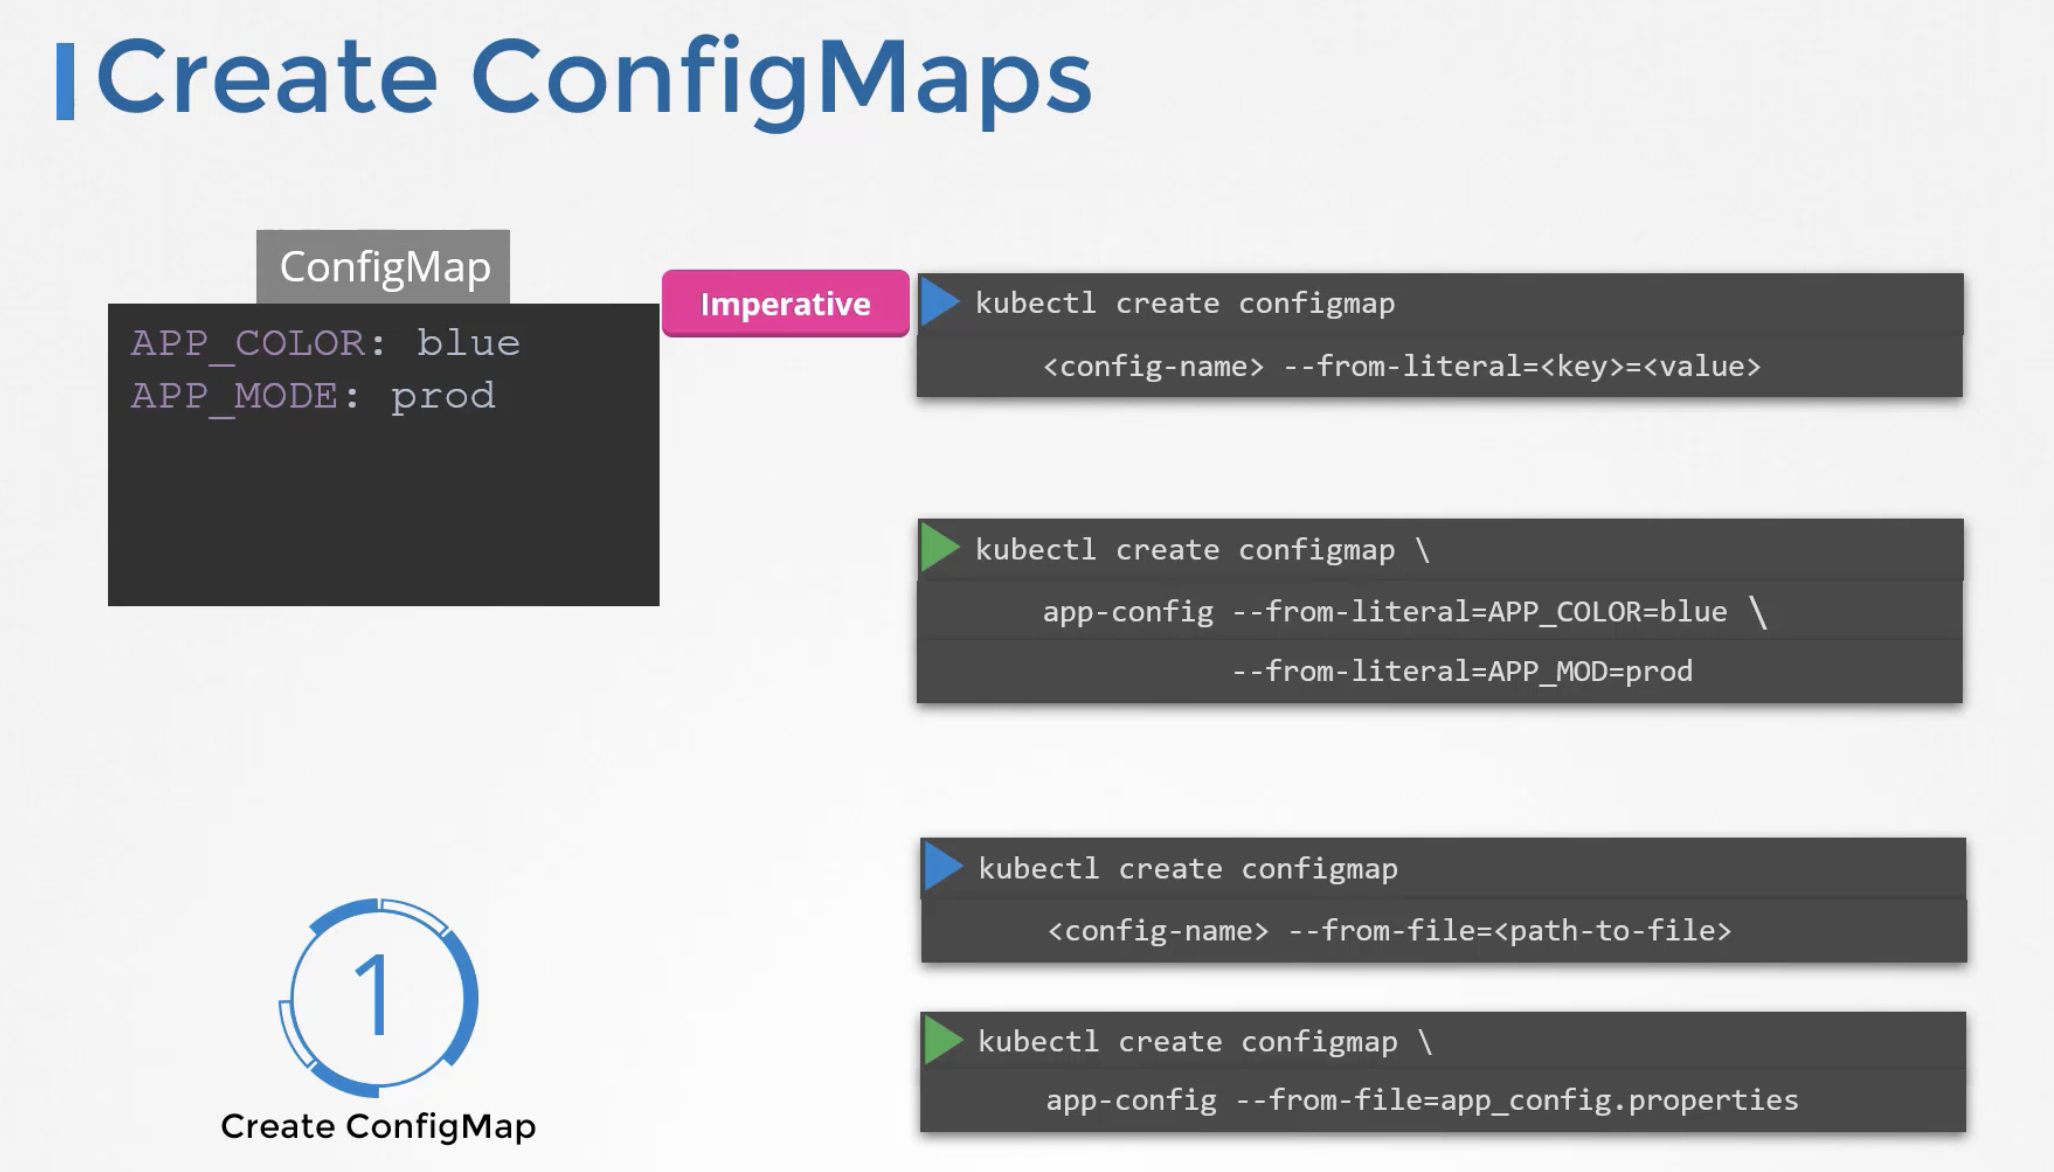 Create ConfigMaps
ConfigMap
APP_COLOR: blue
APP_MODE: prod
Imperative
kubectl create configmap
<config-name> --from-literal=<key>=<value>
kubectl create configmap \
app-config --from-literal=APP_COLOR=blue \
--from-literal=APP_MOD=prod
kubectl create configmap
<config-name> --from-file=<path-to-file>
kubectl create configmap \
app-config --from-file=app_config.properties
1
Create ConfigMap